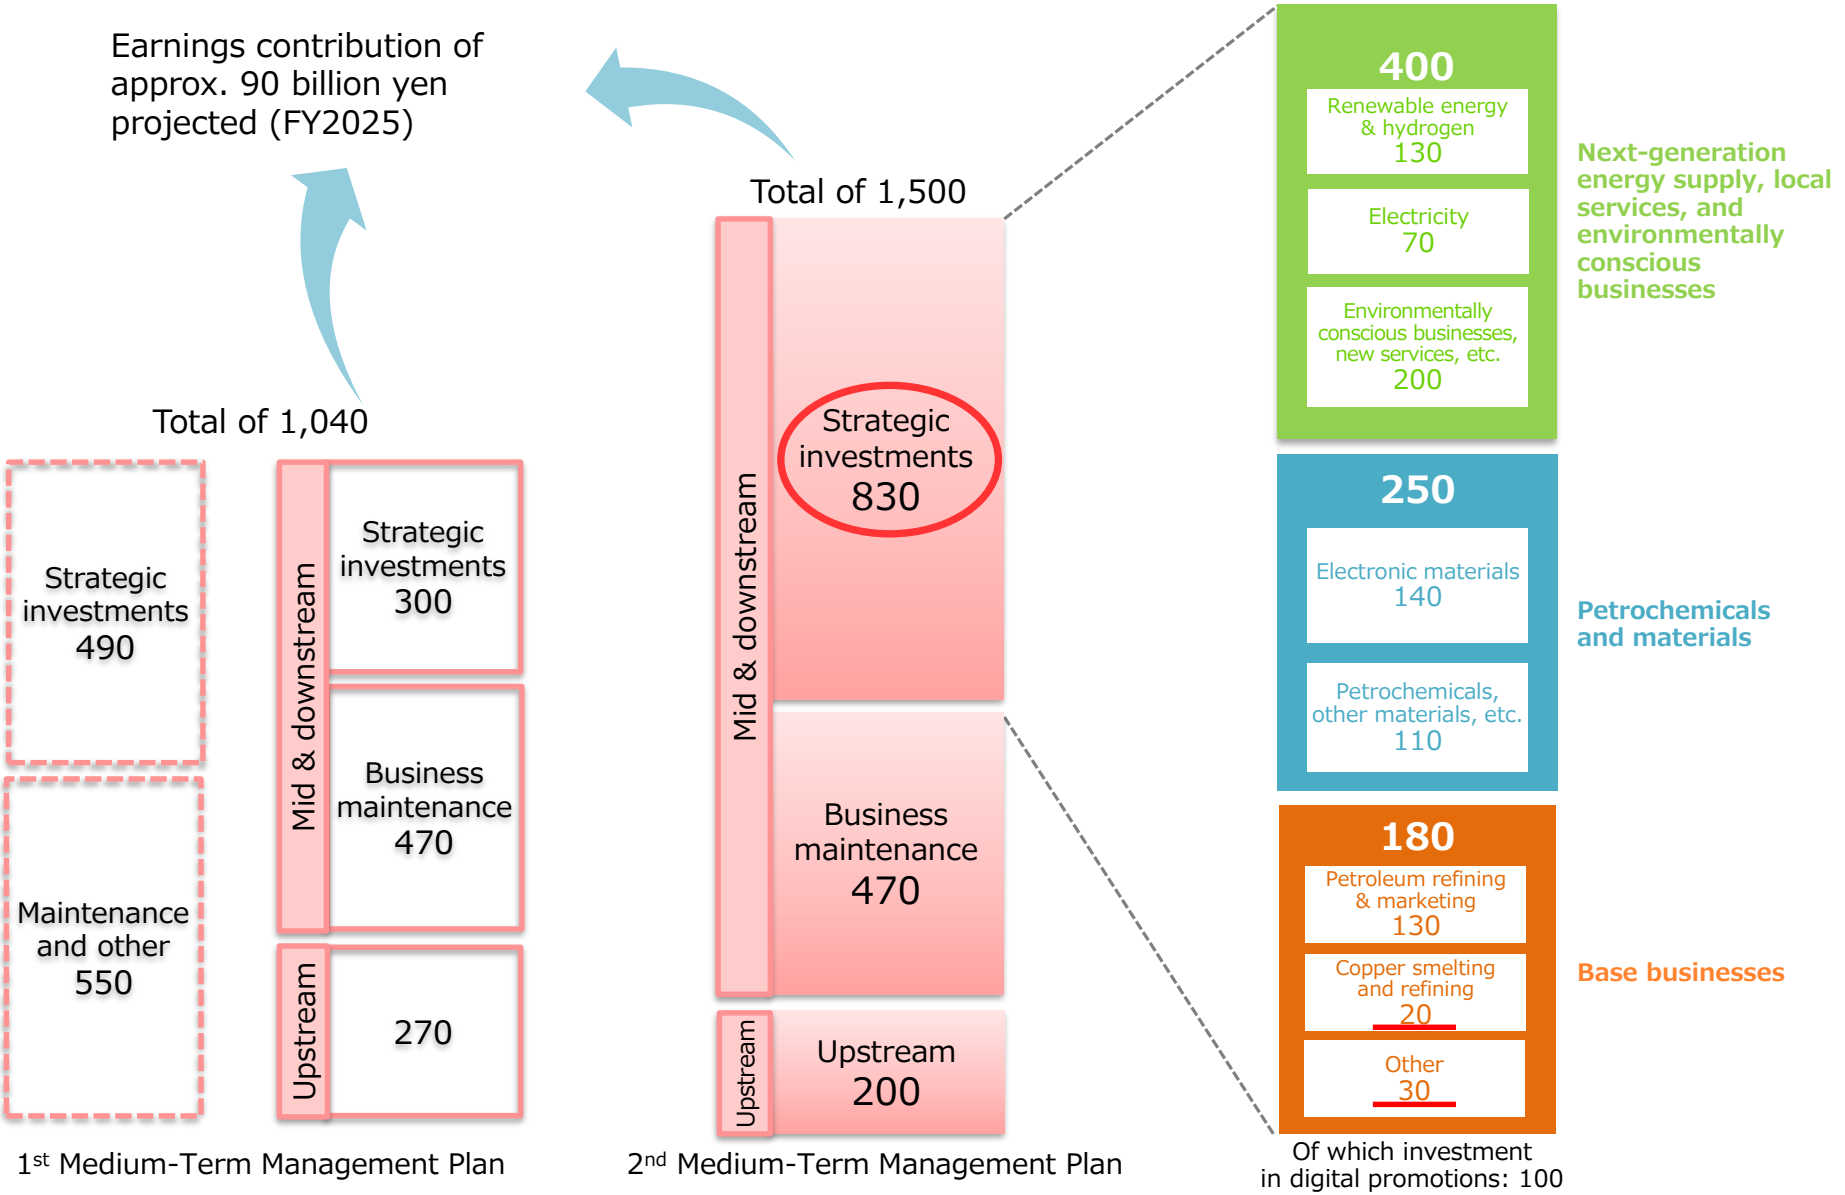 Earnings contribution of
approx. 90 billion yen
projected (FY2025)
Total of 1,040
Strategic
investments
490
Maintenance
and other
550
Mid & downstream
Strategic
investments
300
Business
maintenance
470
Upstream
270
1st Medium-Term Management Plan
Total of 1,500
Mid & downstream
Strategic
investments
830
Business
maintenance
470
Upstream
Upstream
200
2nd Medium-Term Management Plan
400
Renewable energy
& hydrogen
130
Electricity
70
Environmentally
conscious businesses,
new services, etc.
200
Next-generation
energy supply, local
services, and
environmentally
conscious
businesses
250
Electronic materials
140
Petrochemicals,
other materials, etc.
110
Petrochemicals
and materials
180
Petroleum refining
& marketing
130
Copper smelting
and refining
20
Other
30
Base businesses
Of which investment
in digital promotions: 100